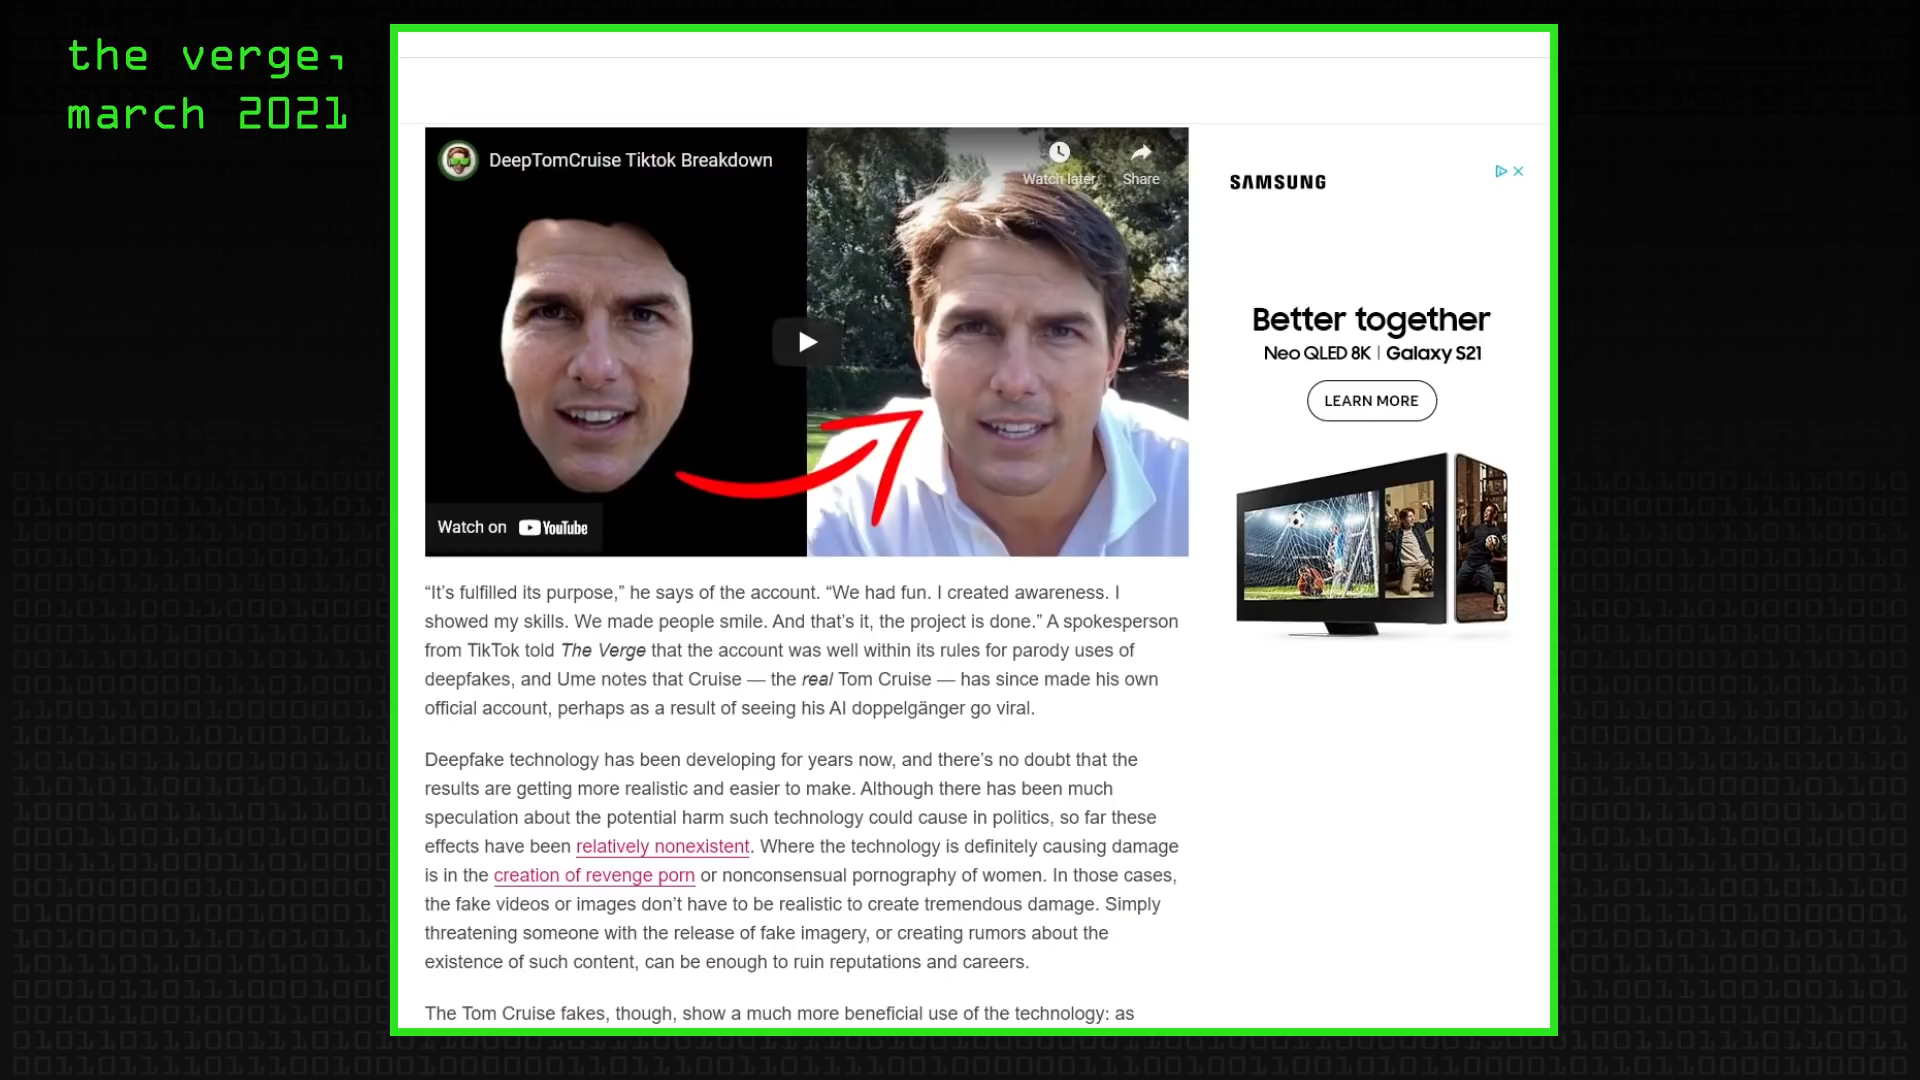 the verge,
march 2021
DeepTomCruise Tiktok Breakdown
Watch later
Share
Watch on YouTube
SAMSUNG
Better together
Neo QLED 8K | Galaxy S21
LEARN MORE
“It’s fulfilled its purpose,” he says of the account. “We had fun. I created awareness. I
showed my skills. We made people smile. And that’s it, the project is done.” A spokesperson
from TikTok told The Verge that the account was well within its rules for parody uses of
deepfakes, and Ume notes that Cruise — the real Tom Cruise — has since made his own
official account, perhaps as a result of seeing his AI doppelgänger go viral.
Deepfake technology has been developing for years now, and there’s no doubt that the
results are getting more realistic and easier to make. Although there has been much
speculation about the potential harm such technology could cause in politics, so far these
effects have been relatively nonexistent. Where the technology is definitely causing damage
is in the creation of revenge porn or nonconsensual pornography of women. In those cases,
the fake videos or images don’t have to be realistic to create tremendous damage. Simply
threatening someone with the release of fake imagery, or creating rumors about the
existence of such content, can be enough to ruin reputations and careers.
The Tom Cruise fakes, though, show a much more beneficial use of the technology: as